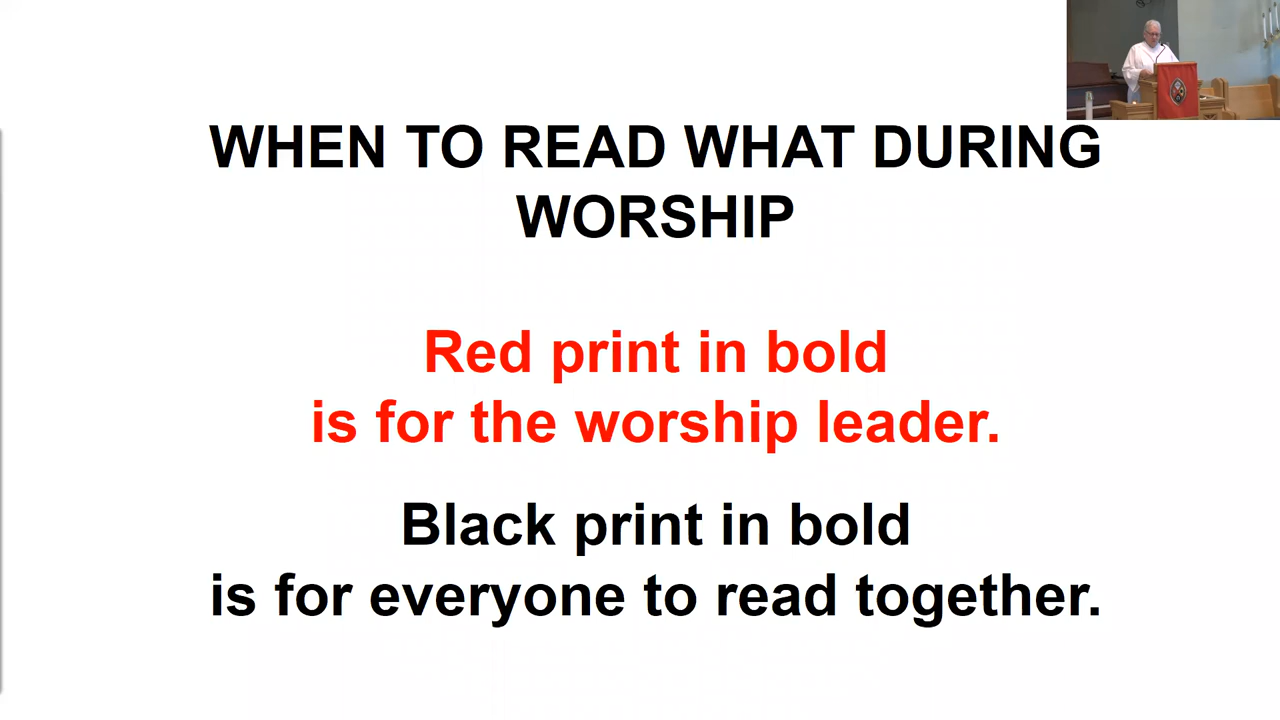 WHEN TO READ WHAT DURING
WORSHIP
Red print in bold
is for the worship leader.
Black print in bold
is for everyone to read together.